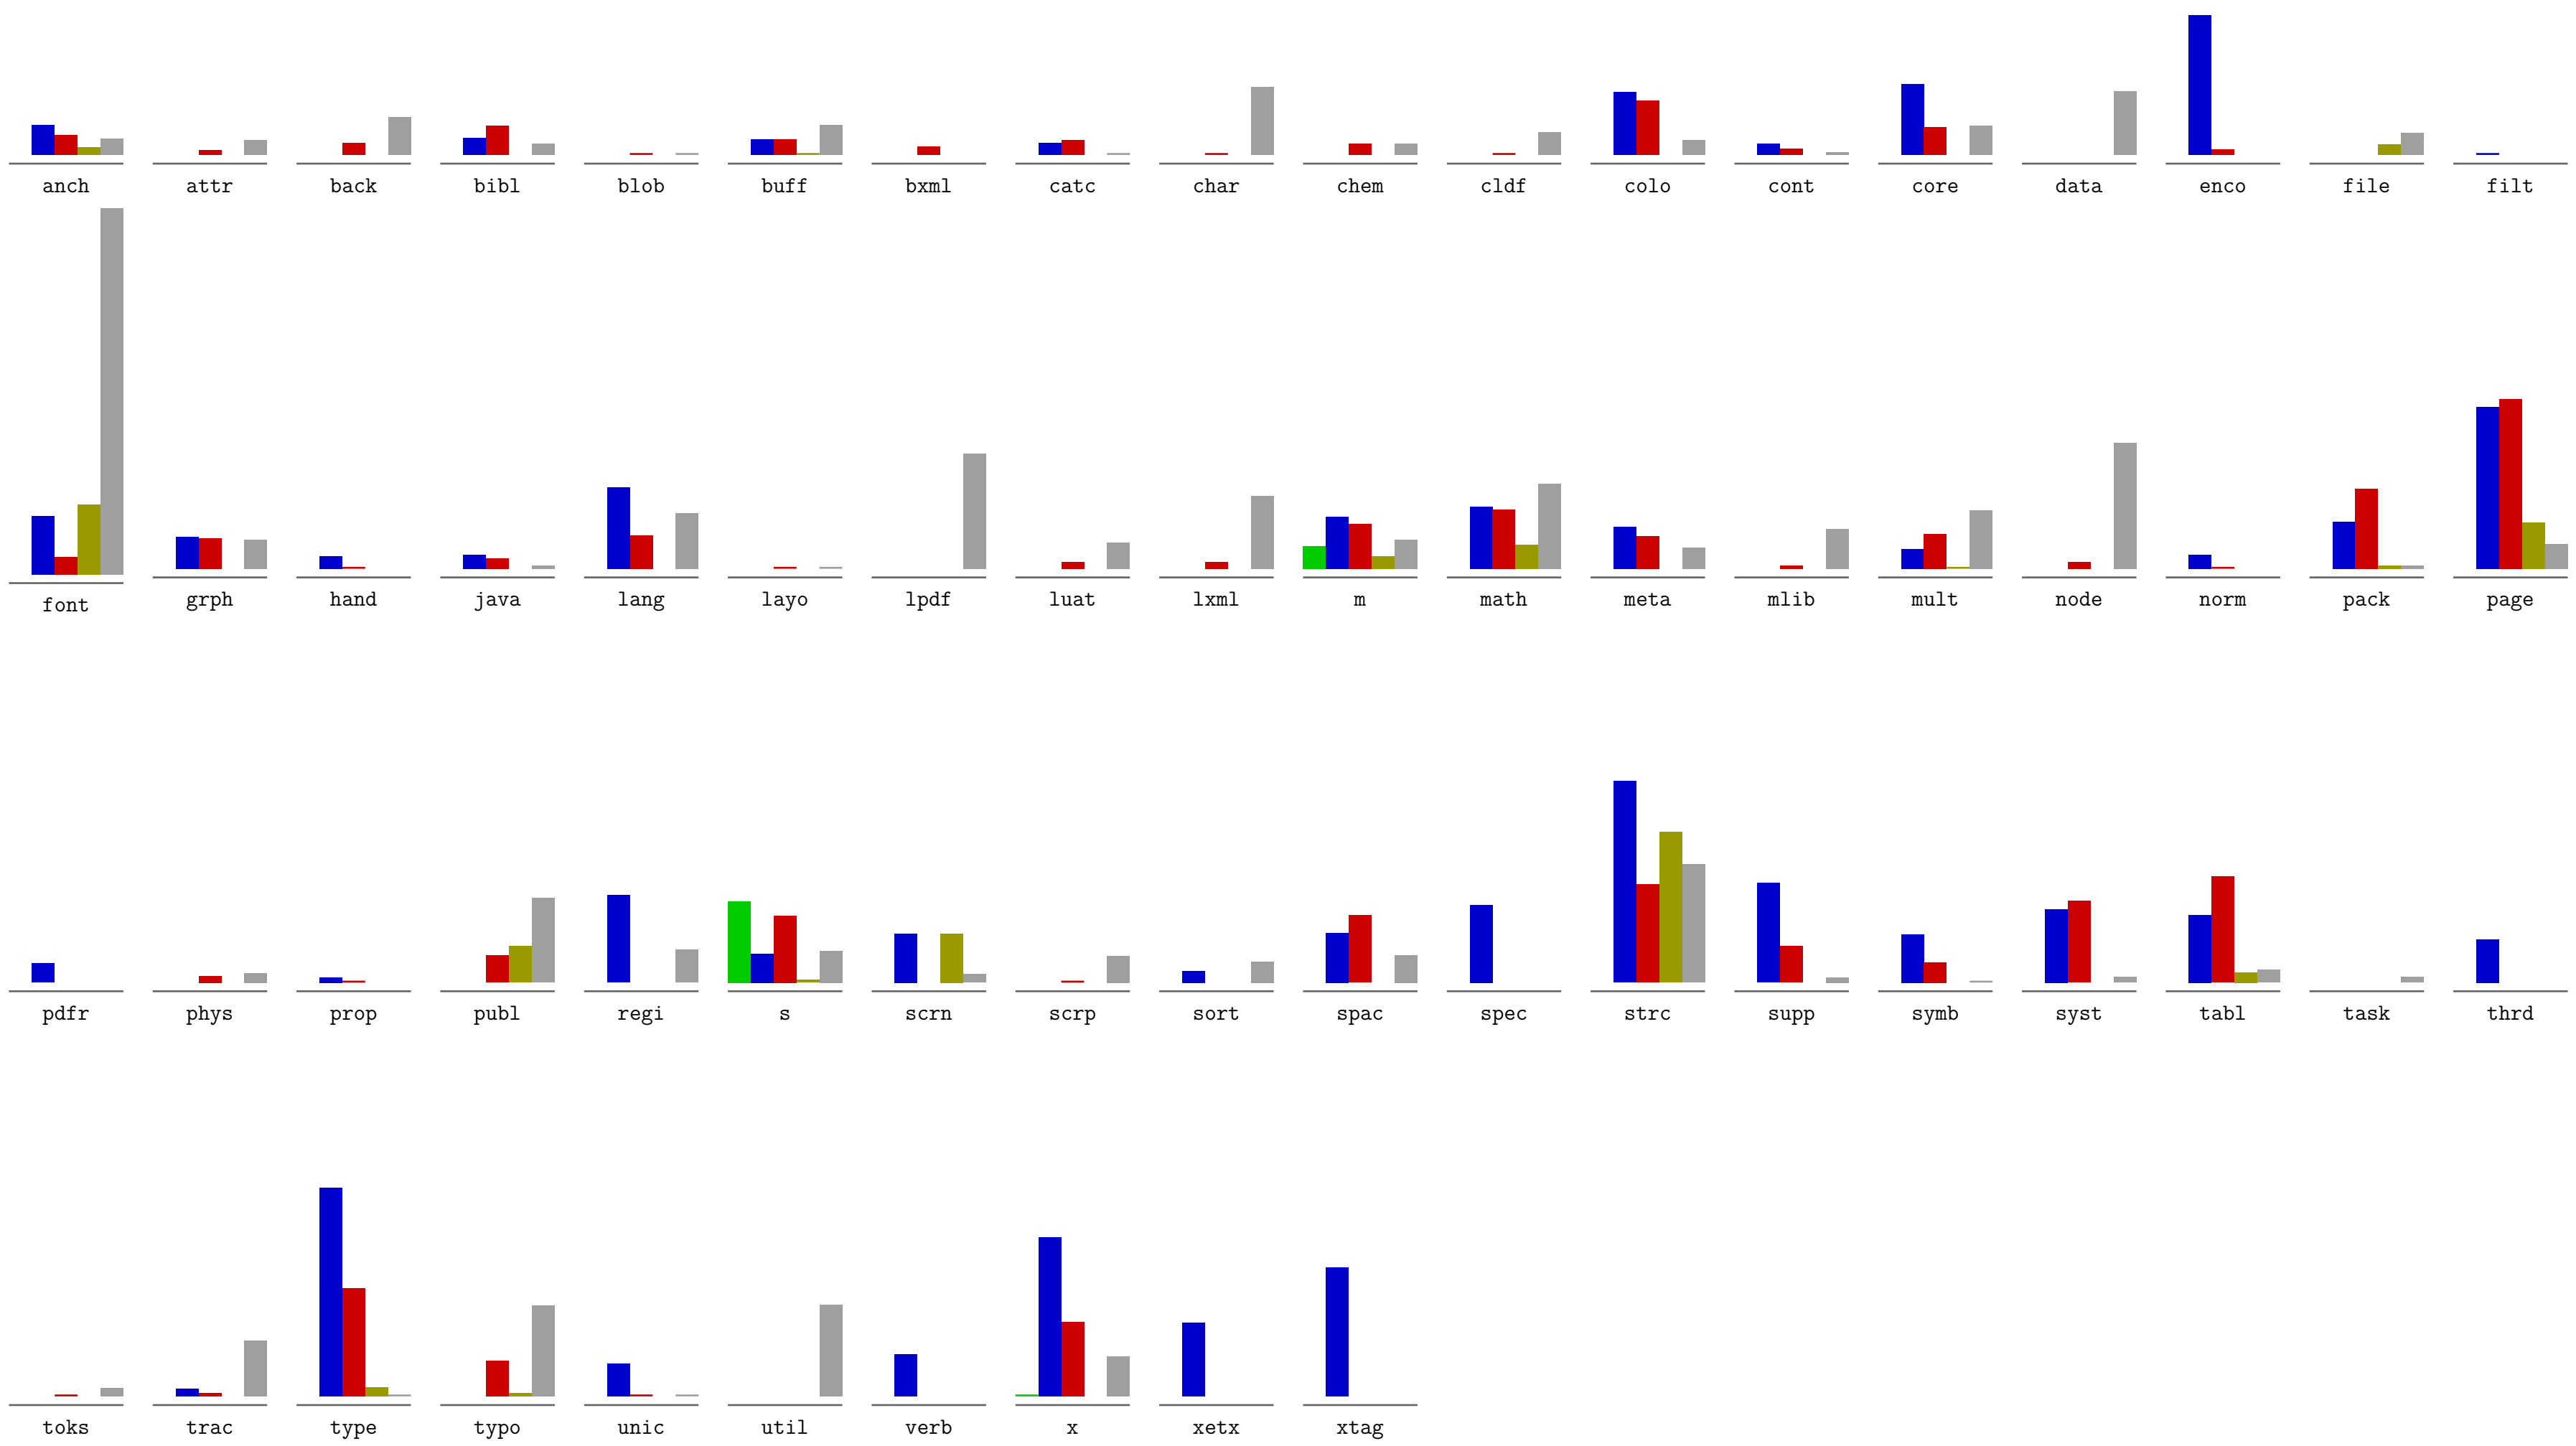 anch attr back bibl blob buff bxml catc char chem cldf colo cont core data enco file filt
font grph hand java lang layo lpdf luat lxml m math meta mlib mult node norm pack page
pdfr phys prop publ regi s scrn scrp sort spac spec strc supp symb syst tabl task thrd
toks trac type typo unic util verb x xetx xtag